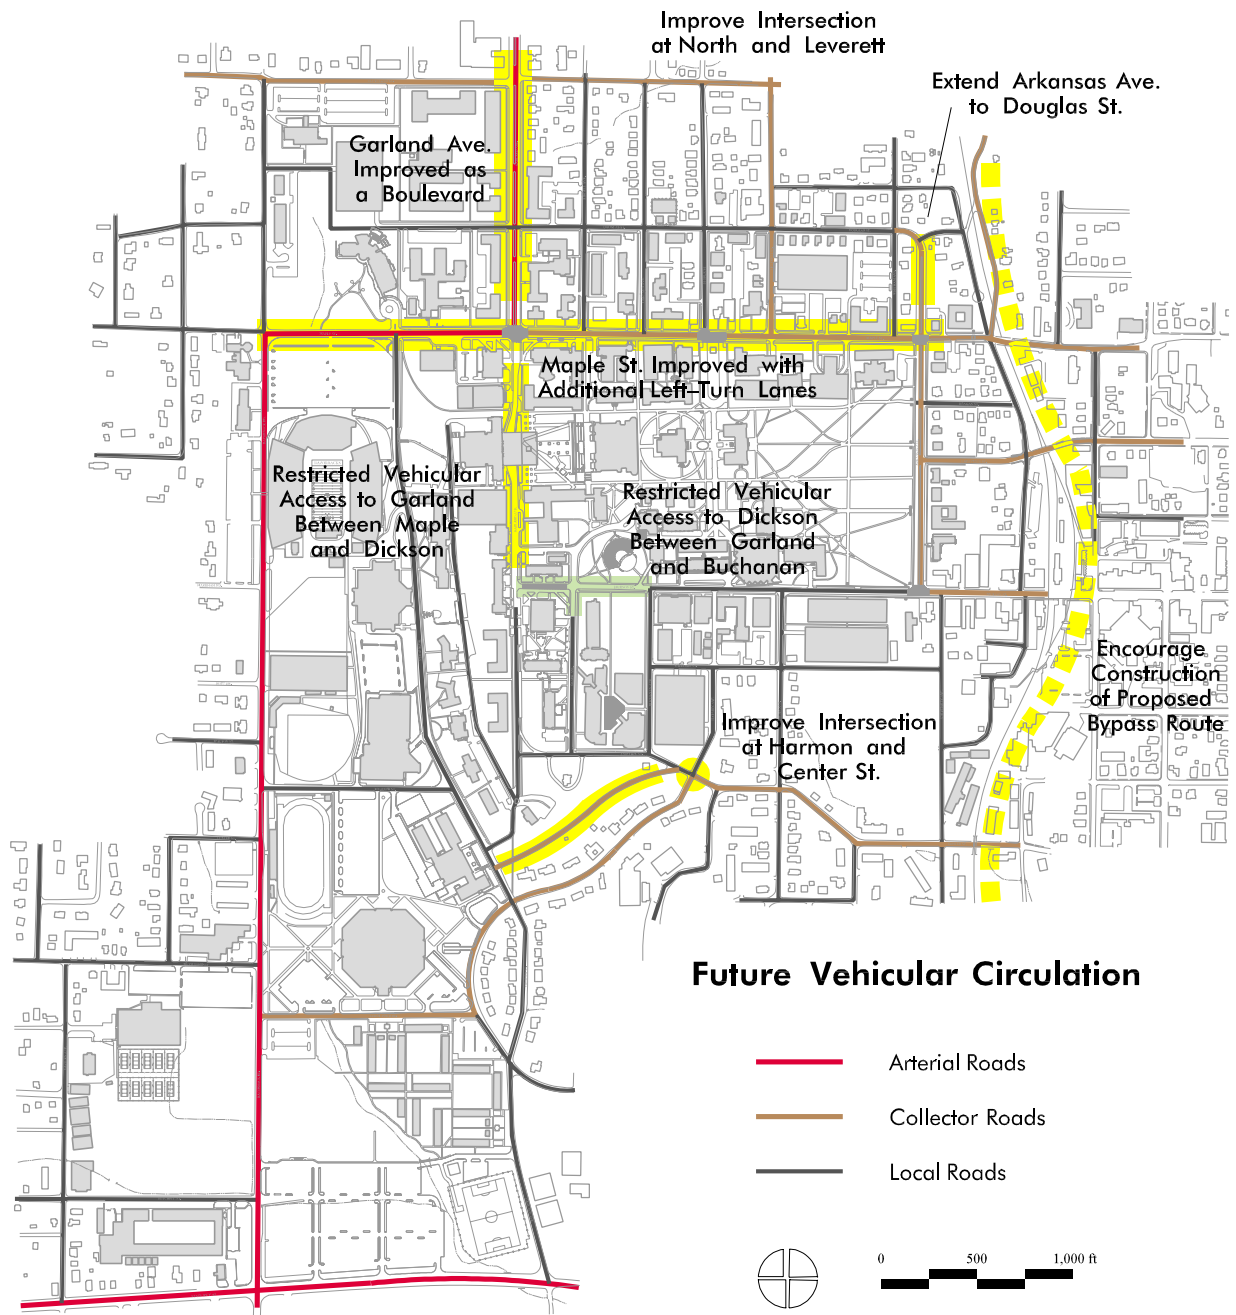 Improve Intersection
at North and Leverett
Extend Arkansas Ave.
to Douglas St.
Garland Ave.
Improved as
a Boulevard
Maple St. Improved with
Additional Left–Turn Lanes
Restricted Vehicular
Access to Garland
Between Maple
and Dickson
Restricted Vehicular
Access to Dickson
Between Garland
and Buchanan
Encourage
Construction
of Proposed
Bypass Route
Improve Intersection
at Harmon and
Center St.
Future Vehicular Circulation
Arterial Roads
Collector Roads
Local Roads
0 500 1,000 ft